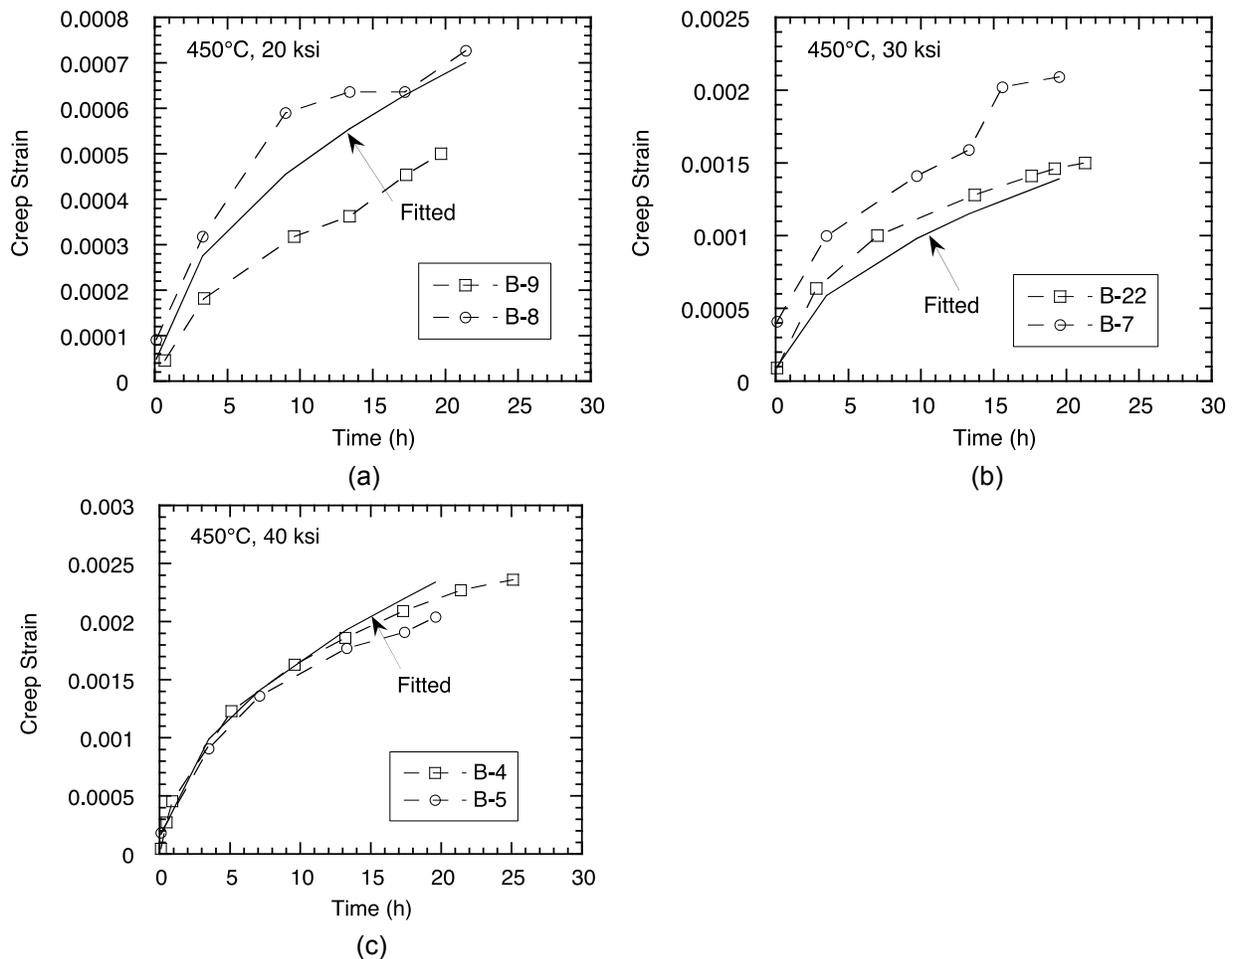 450°C, 20 ksi
0.0008
0.0007
0.0006
0.0005
0.0004
0.0003
0.0002
0.0001
0
Creep Strain
Fitted
B-9
B-8
0 5 10 15 20 25 30
Time (h)
(a)
450°C, 30 ksi
0.0025
0.002
0.0015
0.001
0.0005
0
Creep Strain
Fitted
B-22
B-7
0 5 10 15 20 25 30
Time (h)
(b)
450°C, 40 ksi
0.003
0.0025
0.002
0.0015
0.001
0.0005
0
Creep Strain
Fitted
B-4
B-5
0 5 10 15 20 25 30
Time (h)
(c)